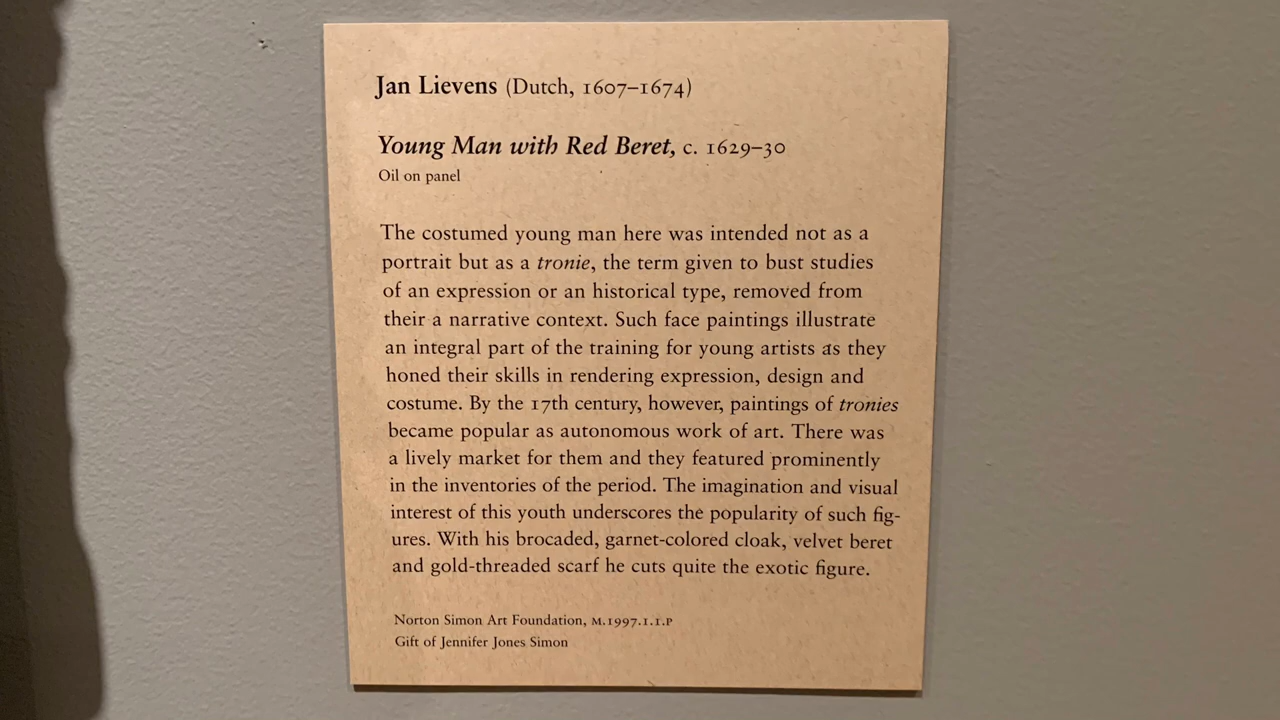 Jan Lievens (Dutch, 1607–1674)
Young Man with Red Beret, c. 1629–30
Oil on panel
The costumed young man here was intended not as a
portrait but as a tronie, the term given to bust studies
of an expression or an historical type, removed from
their a narrative context. Such face paintings illustrate
an integral part of the training for young artists as they
honed their skills in rendering expression, design and
costume. By the 17th century, however, paintings of tronies
became popular as autonomous work of art. There was
a lively market for them and they featured prominently
in the inventories of the period. The imagination and visual
interest of this youth underscores the popularity of such fig-
ures. With his brocaded, garnet-colored cloak, velvet beret
and gold-threaded scarf he cuts quite the exotic figure.
Norton Simon Art Foundation, M.1997.1.1.P
Gift of Jennifer Jones Simon